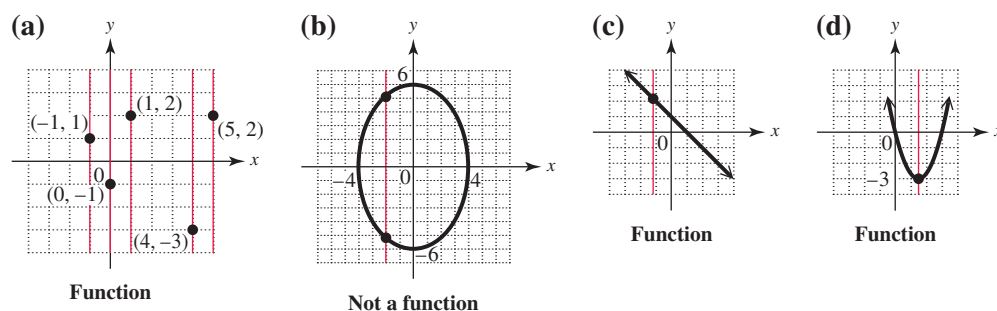 (a)
y
(1, 2)
(−1, 1)
(5, 2)
x
0
(0, −1)
(4, −3)
Function
(b)
y
6
−4
0
4
x
−6
Not a function
(c)
y
0
x
Function
(d)
y
0
−3
Function